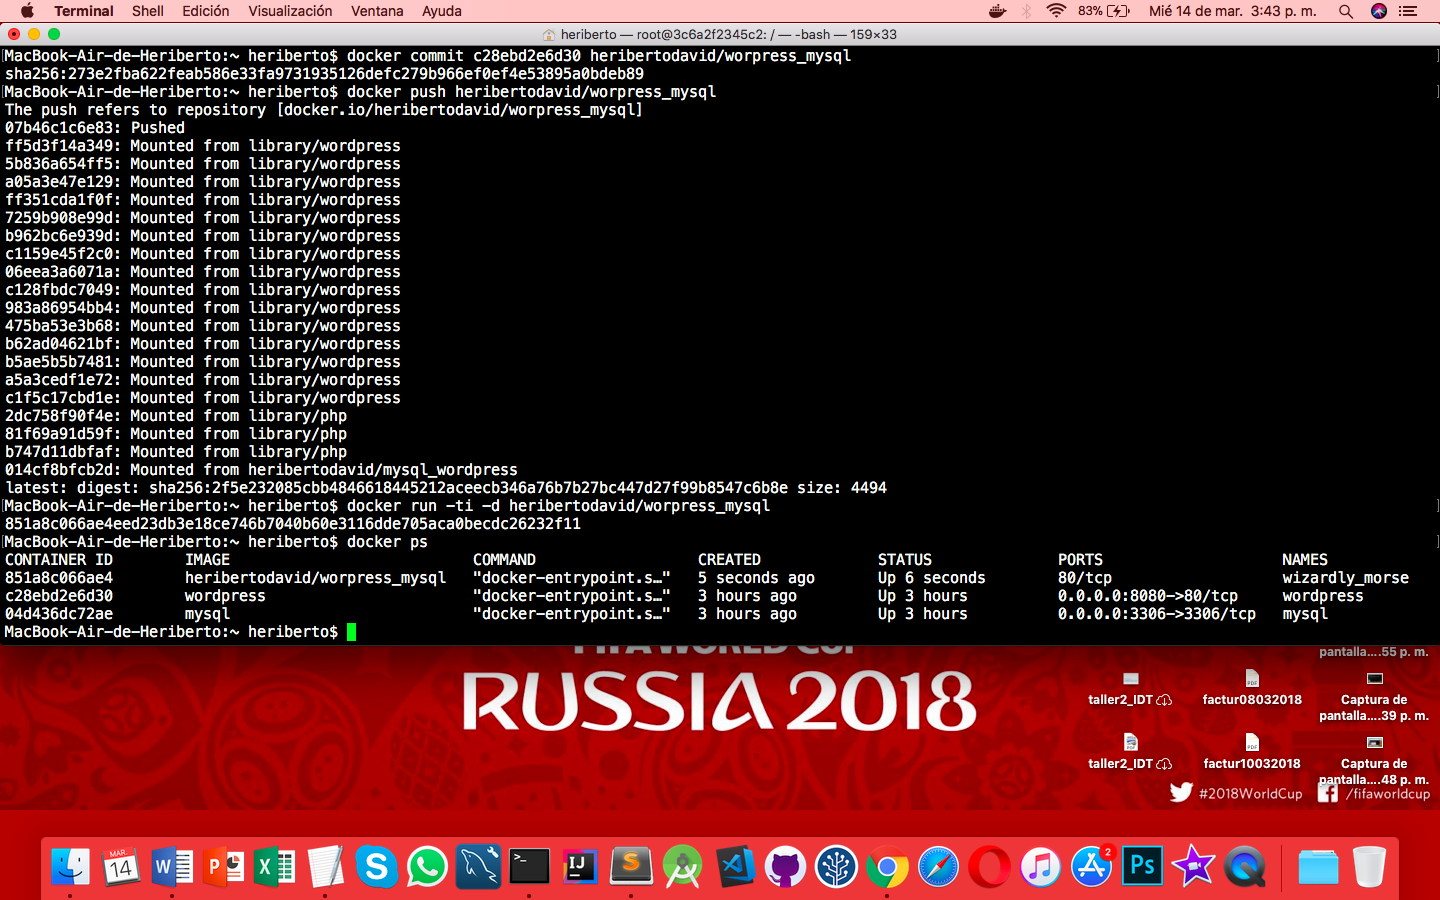 Terminal Shell Edición Visualización Ventana Ayuda 83% Mié 14 de mar. 3:43 p. m.
heriberto — root@3c6a2f2345c2: / — -bash — 159×33
[MacBook-Air-de-Heriberto:~ heriberto$ docker commit c28ebd2e6d30 heribertodavid/worpress_mysql ]
sha256:273e2fba622feab586e33fa9731935126defc279b966ef0ef4e53895a0bdeb89
[MacBook-Air-de-Heriberto:~ heriberto$ docker push heribertodavid/worpress_mysql ]
The push refers to repository [docker.io/heribertodavid/worpress_mysql]
07b46c1c6e83: Pushed
ff5d3f14a349: Mounted from library/wordpress
5b836a654ff5: Mounted from library/wordpress
a05a3e47e129: Mounted from library/wordpress
ff351cda1f0f: Mounted from library/wordpress
7259b908e99d: Mounted from library/wordpress
b962bc6e939d: Mounted from library/wordpress
c1159e45f2c0: Mounted from library/wordpress
06eea3a6071a: Mounted from library/wordpress
c128fbdc7049: Mounted from library/wordpress
983a86954bb4: Mounted from library/wordpress
475ba53e3b68: Mounted from library/wordpress
b62ad04621bf: Mounted from library/wordpress
b5ae5b5b7481: Mounted from library/wordpress
a5a3cedf1e72: Mounted from library/wordpress
c1f5c17cbd1e: Mounted from library/wordpress
2dc758f90f4e: Mounted from library/php
81f69a91d59f: Mounted from library/php
b747d11dbfaf: Mounted from library/php
014cf8bfcb2d: Mounted from heribertodavid/mysql_wordpress
latest: digest: sha256:2f5e232085cbb4846618445212aceecb346a76b7b27bc447d27f99b8547c6b8e size: 4494
[MacBook-Air-de-Heriberto:~ heriberto$ docker run -ti -d heribertodavid/worpress_mysql ]
851a8c066ae4eed23db3e18ce746b7040b60e3116dde705aca0becdc26232f11
[MacBook-Air-de-Heriberto:~ heriberto$ docker ps ]
CONTAINER ID IMAGE COMMAND CREATED STATUS PORTS NAMES
851a8c066ae4 heribertodavid/worpress_mysql "docker-entrypoint.s…" 5 seconds ago Up 6 seconds 80/tcp wizardly_morse
c28ebd2e6d30 wordpress "docker-entrypoint.s…" 3 hours ago Up 3 hours 0.0.0.0:8080->80/tcp wordpress
04d436dc72ae mysql "docker-entrypoint.s…" 3 hours ago Up 3 hours 0.0.0.0:3306->3306/tcp mysql
MacBook-Air-de-Heriberto:~ heriberto$
FIFA WORLD CUP
RUSSIA 2018
pantalla....55 p. m.
taller2_IDT factur08032018 Captura de
pantalla....39 p. m.
taller2_IDT factur10032018 Captura de
pantalla....48 p. m.
#2018WorldCup /fifaworldcup
MAR.
14
2